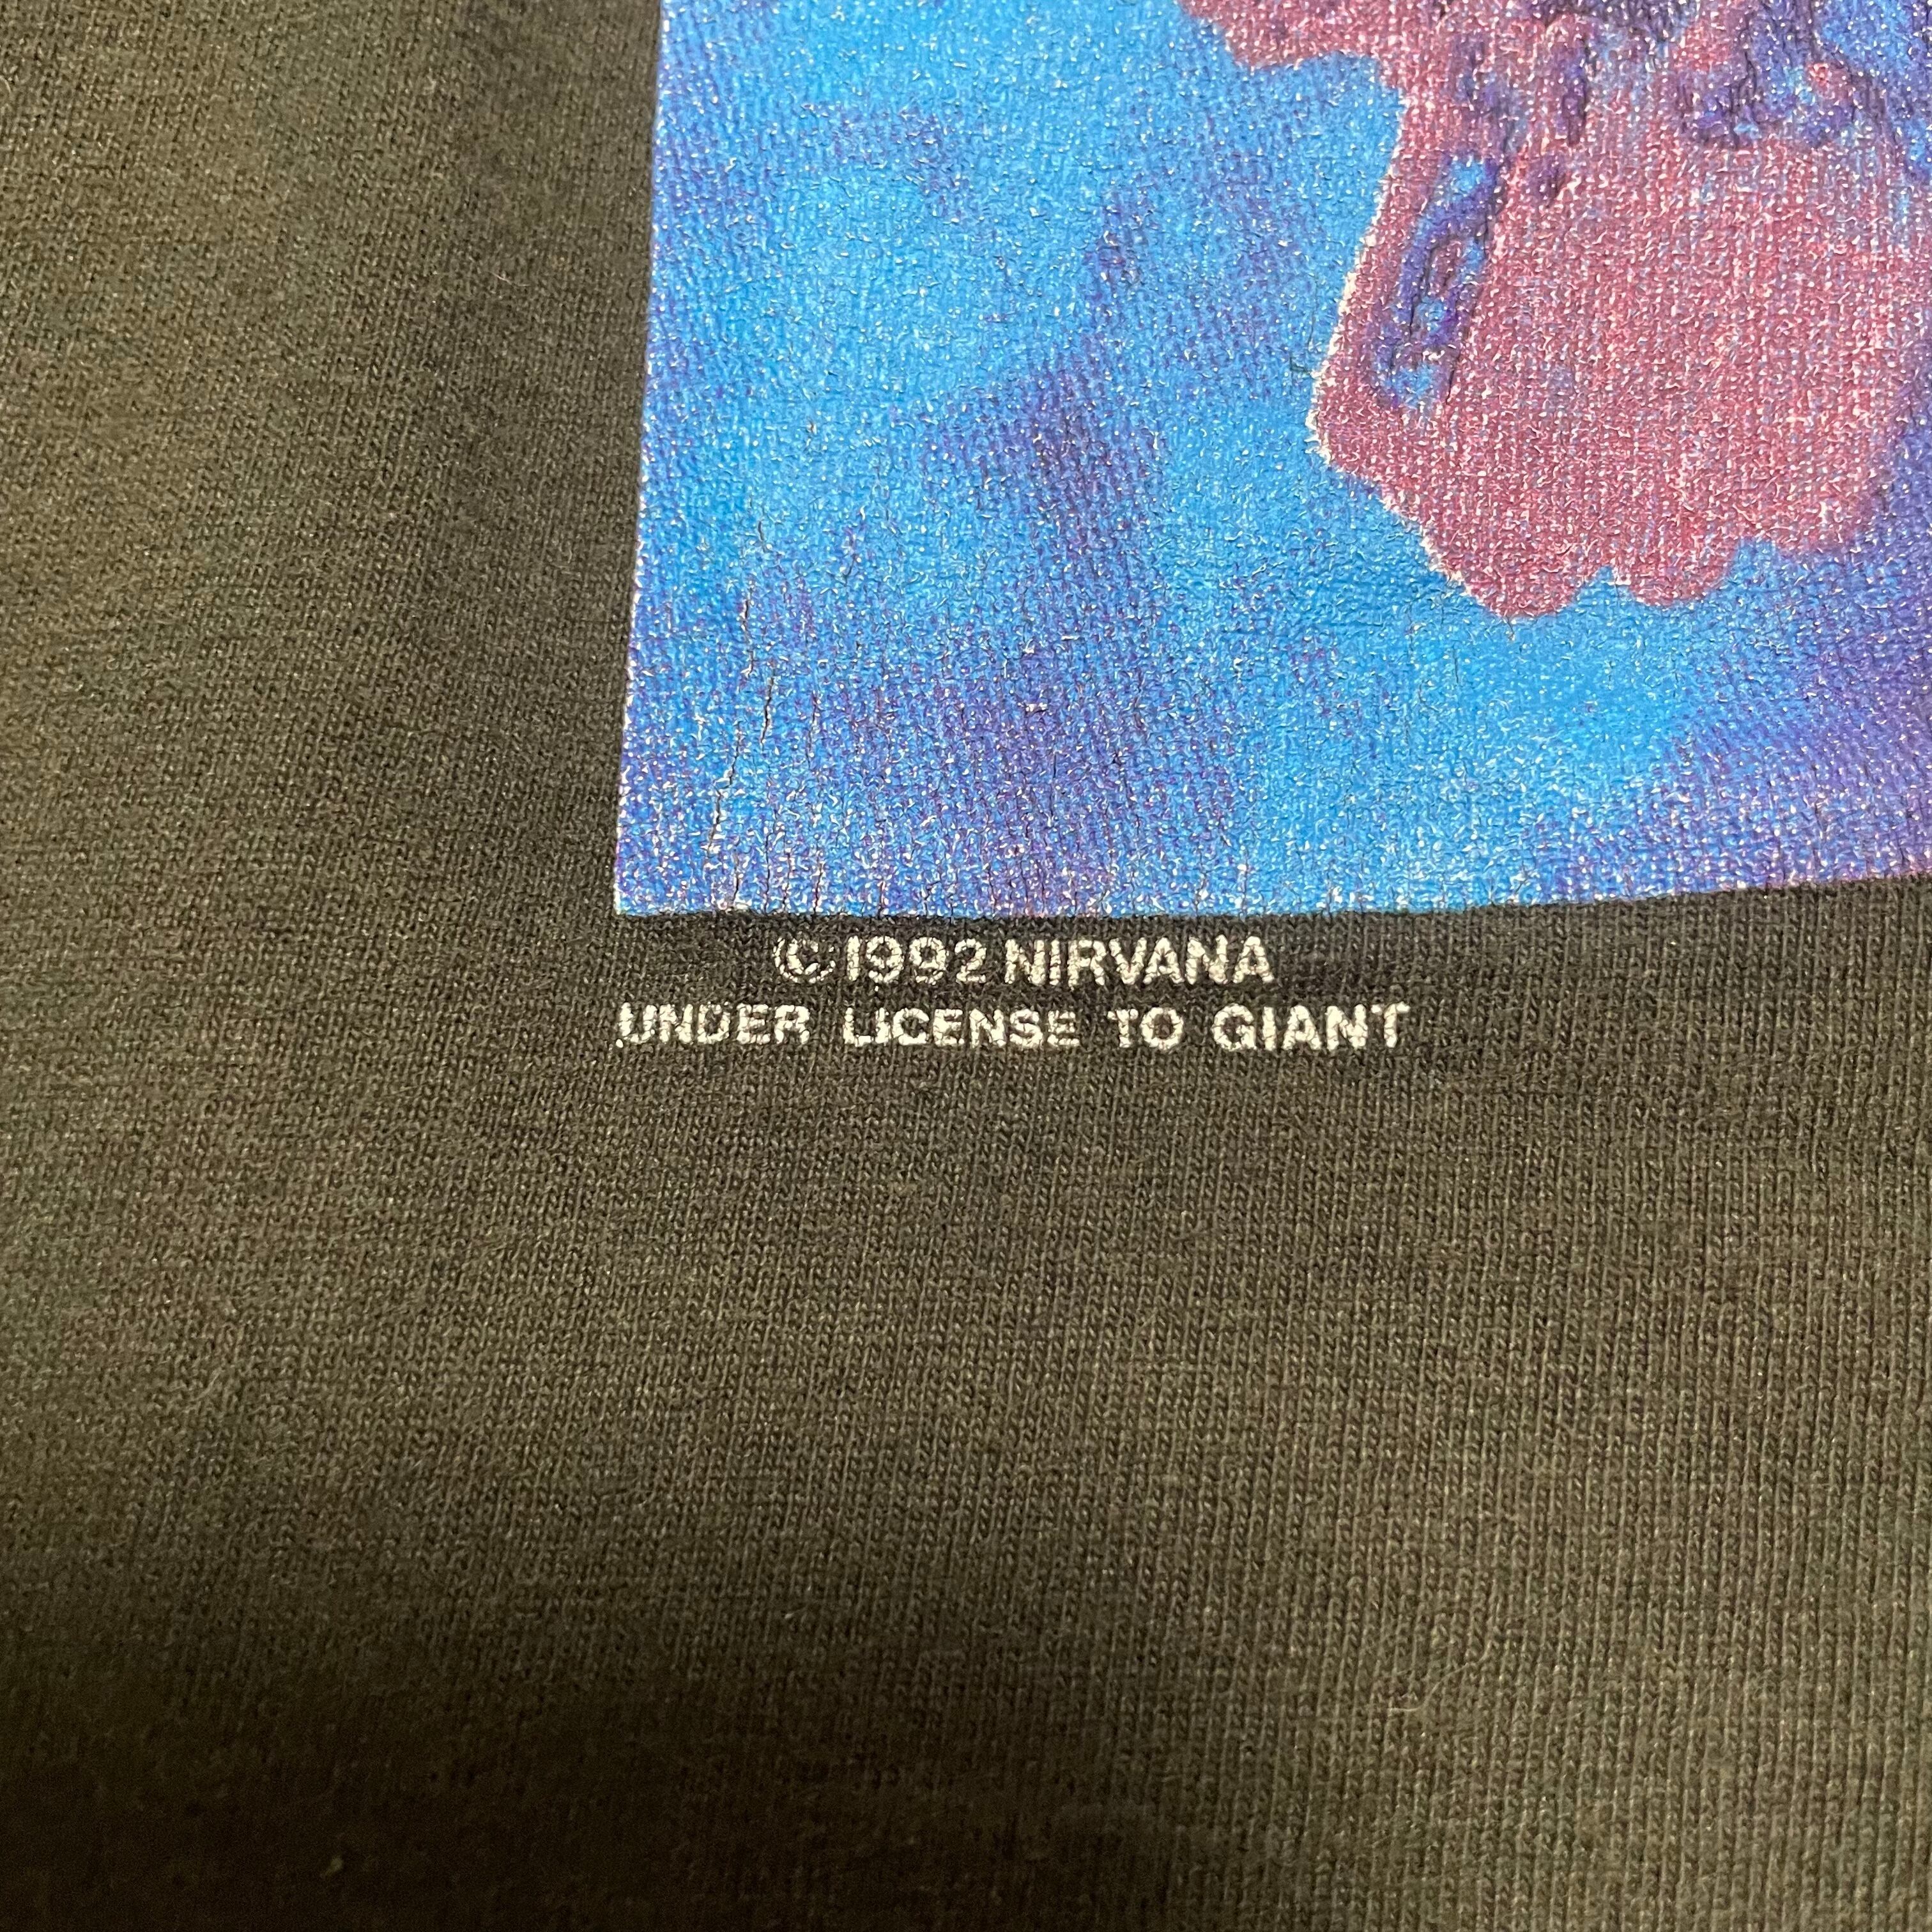 ©1992 NIRVANA
UNDER LICENSE TO GIANT